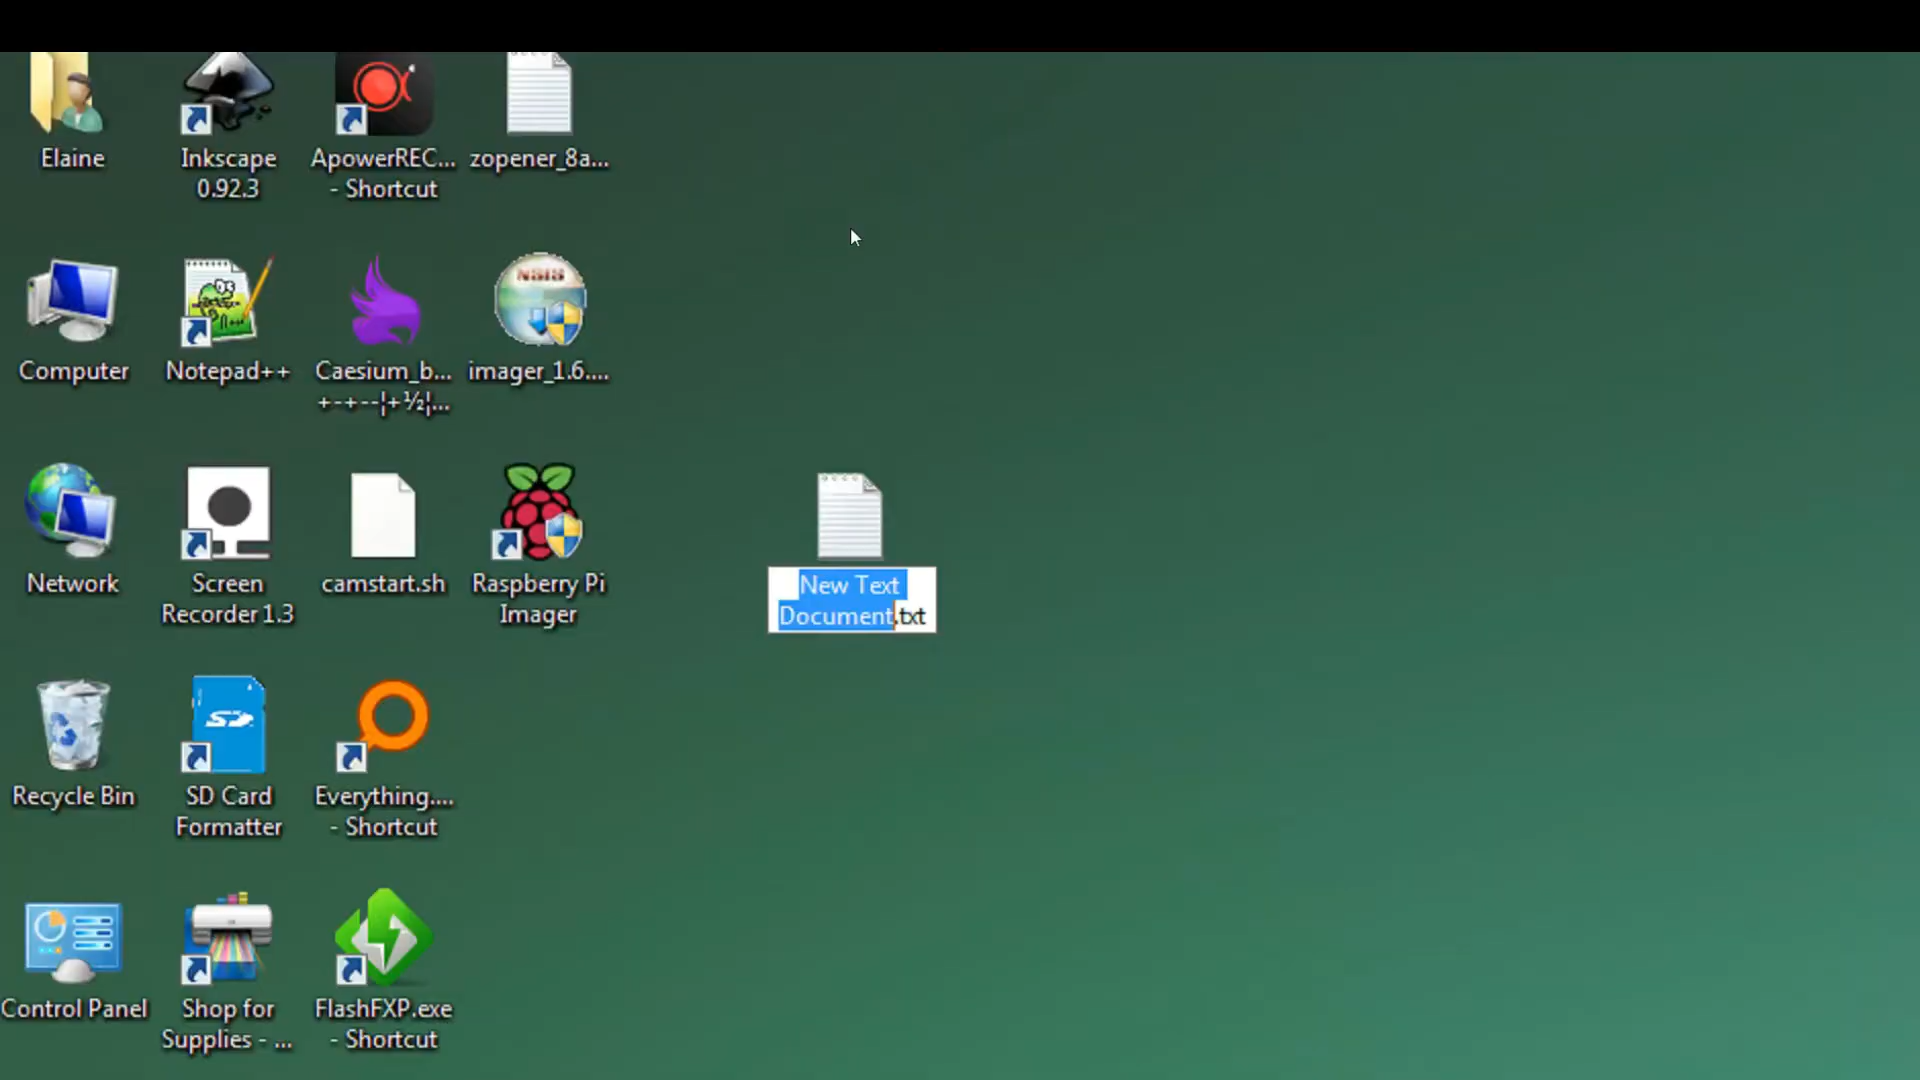 Elaine
Inkscape
0.92.3
ApowerREC...
- Shortcut
zopener_8a...
Computer
Notepad++
Caesium_b...
+-+--¦+½¦...
NSIS
imager_1.6....
Network
Screen
Recorder 1.3
camstart.sh
Raspberry Pi
Imager
New Text
Document.txt
Recycle Bin
SD
SD Card
Formatter
Everything....
- Shortcut
Control Panel
Shop for
Supplies - ...
FlashFXP.exe
- Shortcut